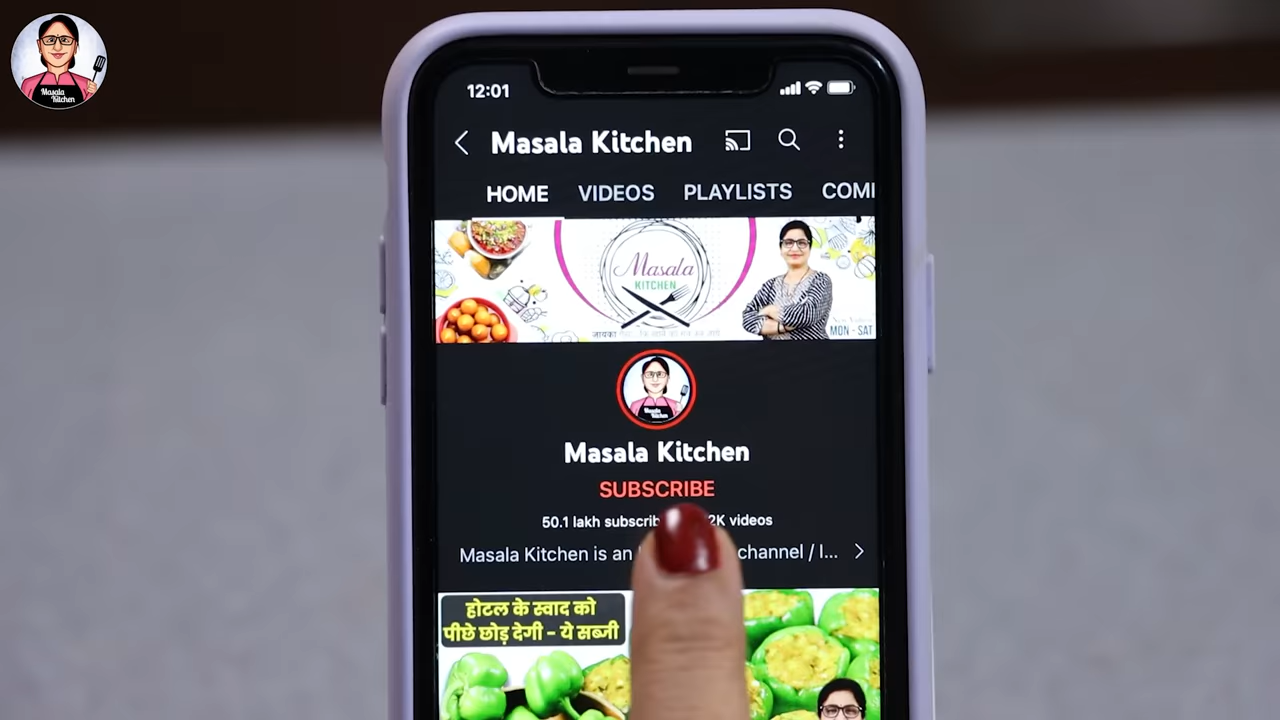 Masala
Kitchen
12:01
Masala Kitchen
HOME VIDEOS PLAYLISTS COM
Masala
KITCHEN
MON - SAT
Masala
Kitchen
Masala Kitchen
SUBSCRIBE
50.1 lakh subscrib 2K videos
Masala Kitchen is an channel / I...
होटल के स्वाद को
पीछे छोड़ देगी - ये सब्जी